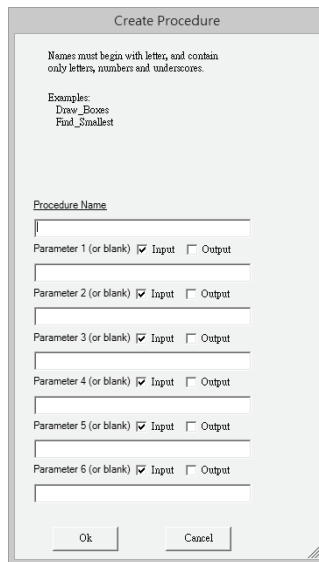 Create Procedure
Names must begin with letter, and contain
only letters, numbers and underscores.
Examples:
Draw_Boxes
Find_Smallest
Procedure Name
Parameter 1 (or blank) Input Output
Parameter 2 (or blank) Input Output
Parameter 3 (or blank) Input Output
Parameter 4 (or blank) Input Output
Parameter 5 (or blank) Input Output
Parameter 6 (or blank) Input Output
Ok Cancel